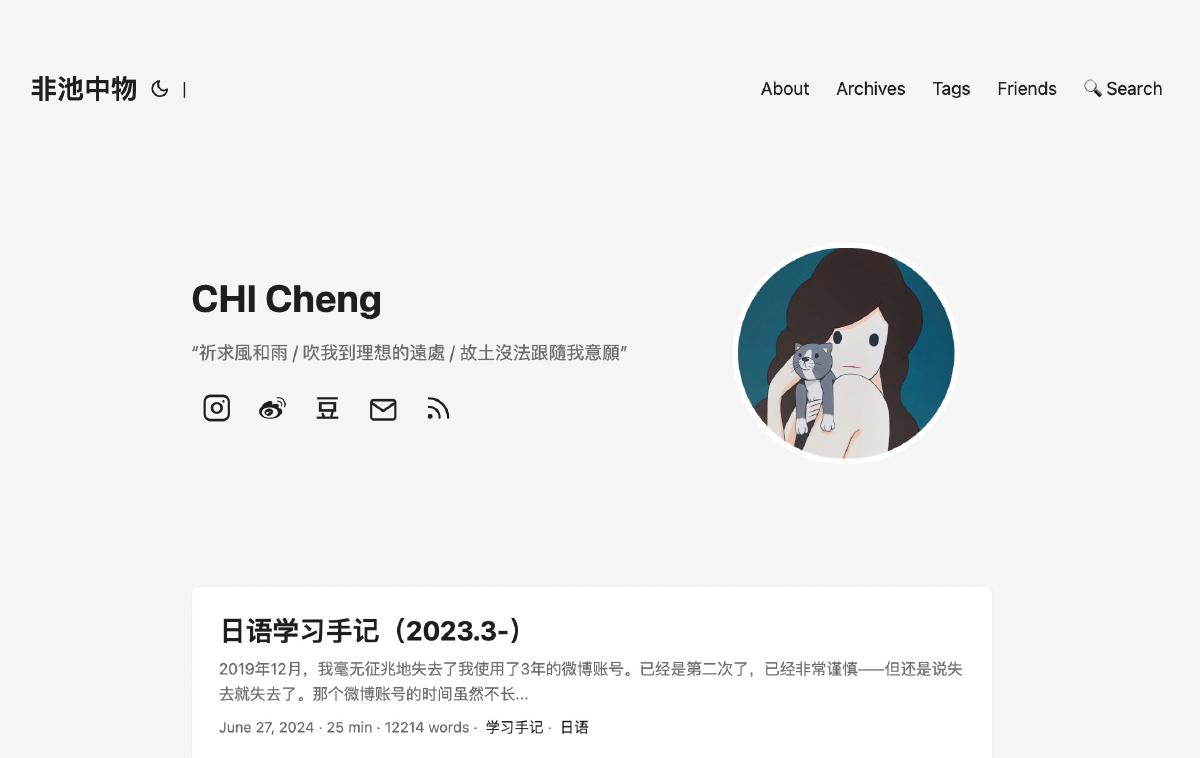 非池中物 |
About Archives Tags Friends 🔍 Search
CHI Cheng
“祈求風和雨 / 吹我到理想的遠處 / 故土沒法跟隨我意願”
豆
日语学习手记（2023.3-）
2019年12月，我毫无征兆地失去了我使用了3年的微博账号。已经是第二次了，已经非常谨慎——但还是说失
去就失去了。那个微博账号的时间虽然不长...
June 27, 2024 · 25 min · 12214 words · 学习手记 · 日语